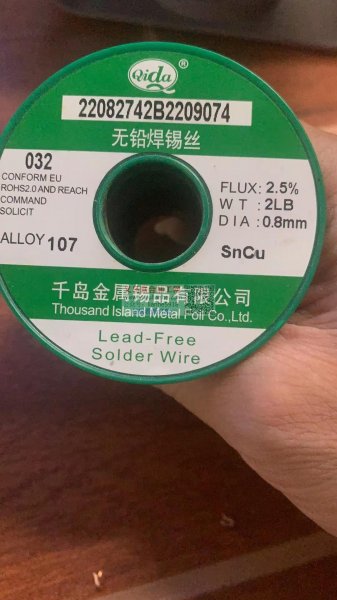 Qida ®
22082742B2209074
无铅焊锡丝
032
CONFORM EU
ROHS2.0 AND REACH
COMMAND
SOLICIT
ALLOY 107
FLUX: 2.5%
WT: 2LB
DIA: 0.8mm
SnCu
千岛金属锡品有限公司
Thousand Island Metal Foil Co.,Ltd.
Lead-Free
Solder Wire